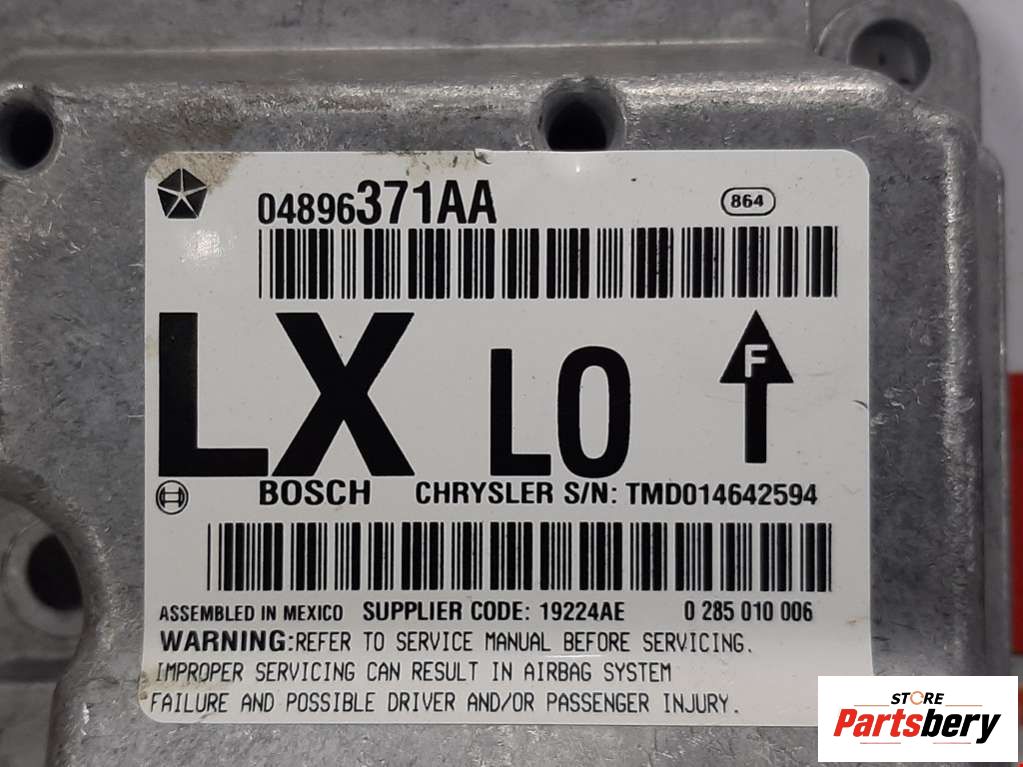 04896371AA
864
LX LO F
BOSCH CHRYSLER S/N: TMD014642594
ASSEMBLED IN MEXICO SUPPLIER CODE: 19224AE 0 285 010 006
WARNING:REFER TO SERVICE MANUAL BEFORE SERVICING.
IMPROPER SERVICING CAN RESULT IN AIRBAG SYSTEM
FAILURE AND POSSIBLE DRIVER AND/OR PASSENGER INJURY.
STORE
Partsbery